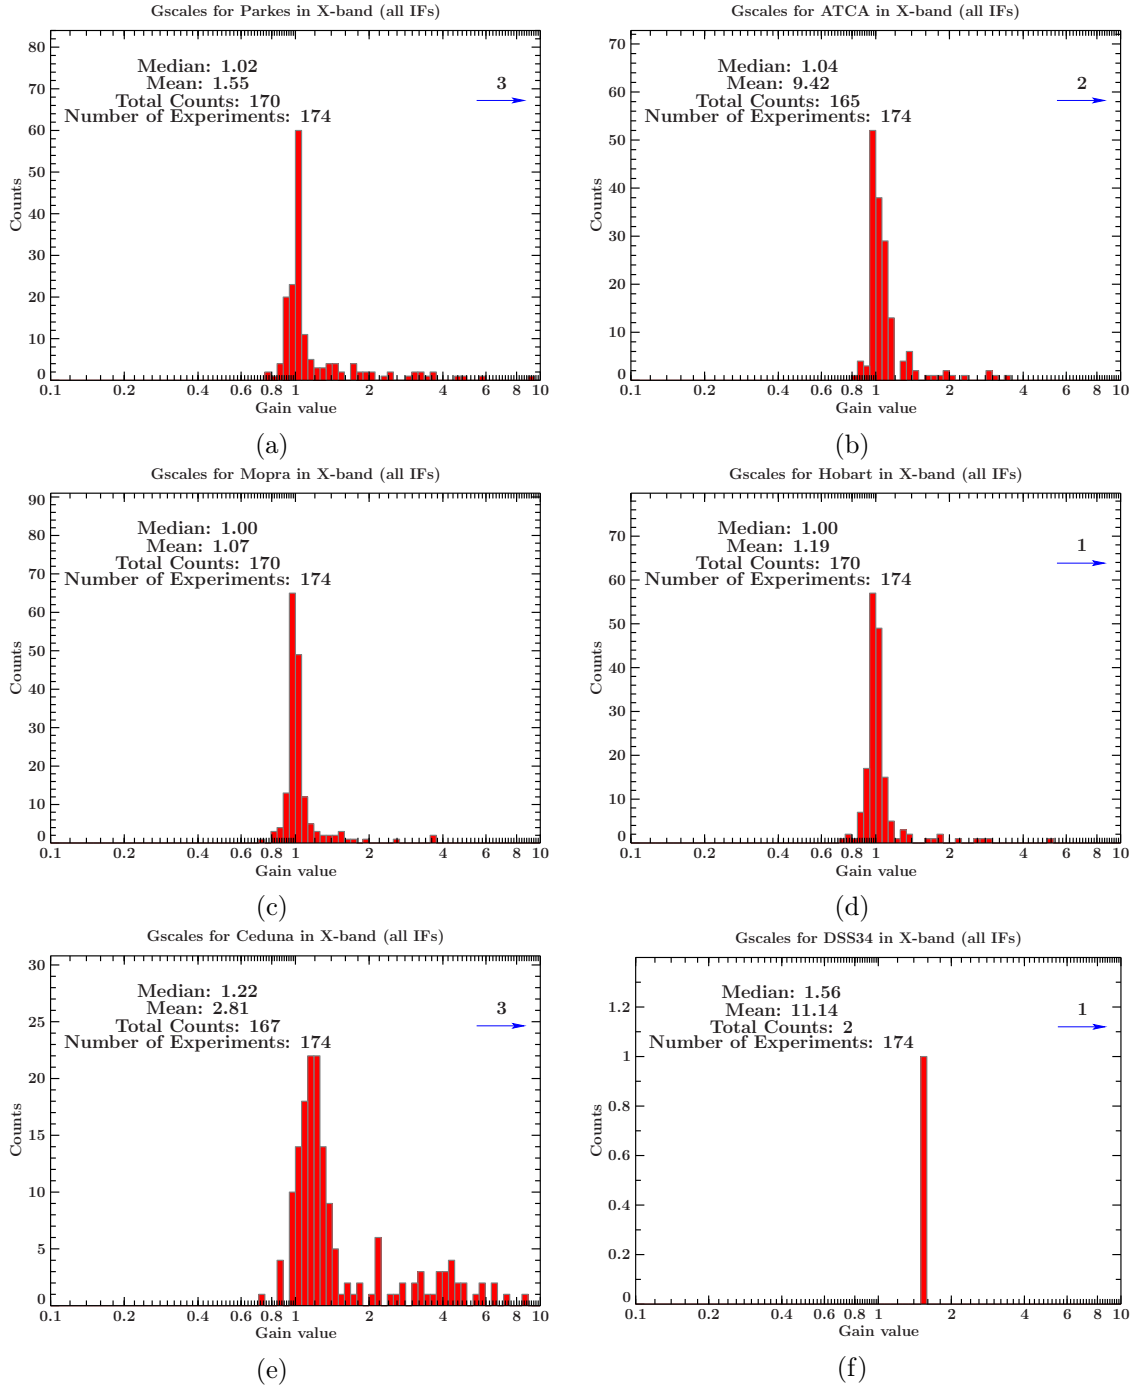 Gscales for Parkes in X-band (all IFs)
Median: 1.02
Mean: 1.55
Total Counts: 170
Number of Experiments: 174
3
Counts
80
70
60
50
40
30
20
10
0
0.1 0.2 0.4 0.6 0.8 1 2 4 6 8 10
Gain value
(a)
Gscales for ATCA in X-band (all IFs)
Median: 1.04
Mean: 9.42
Total Counts: 165
Number of Experiments: 174
2
Counts
70
60
50
40
30
20
10
0
0.1 0.2 0.4 0.6 0.8 1 2 4 6 8 10
Gain value
(b)
Gscales for Mopra in X-band (all IFs)
Median: 1.00
Mean: 1.07
Total Counts: 170
Number of Experiments: 174
Counts
90
80
70
60
50
40
30
20
10
0
0.1 0.2 0.4 0.6 0.8 1 2 4 6 8 10
Gain value
(c)
Gscales for Hobart in X-band (all IFs)
Median: 1.00
Mean: 1.19
Total Counts: 170
Number of Experiments: 174
1
Counts
70
60
50
40
30
20
10
0
0.1 0.2 0.4 0.6 0.8 1 2 4 6 8 10
Gain value
(d)
Gscales for Ceduna in X-band (all IFs)
Median: 1.22
Mean: 2.81
Total Counts: 167
Number of Experiments: 174
3
Counts
30
25
20
15
10
5
0
0.1 0.2 0.4 0.6 0.8 1 2 4 6 8 10
Gain value
(e)
Gscales for DSS34 in X-band (all IFs)
Median: 1.56
Mean: 11.14
Total Counts: 2
Number of Experiments: 174
1
Counts
1.2
1
0.8
0.6
0.4
0.2
0
0.1 0.2 0.4 0.6 0.8 1 2 4 6 8 10
Gain value
(f)